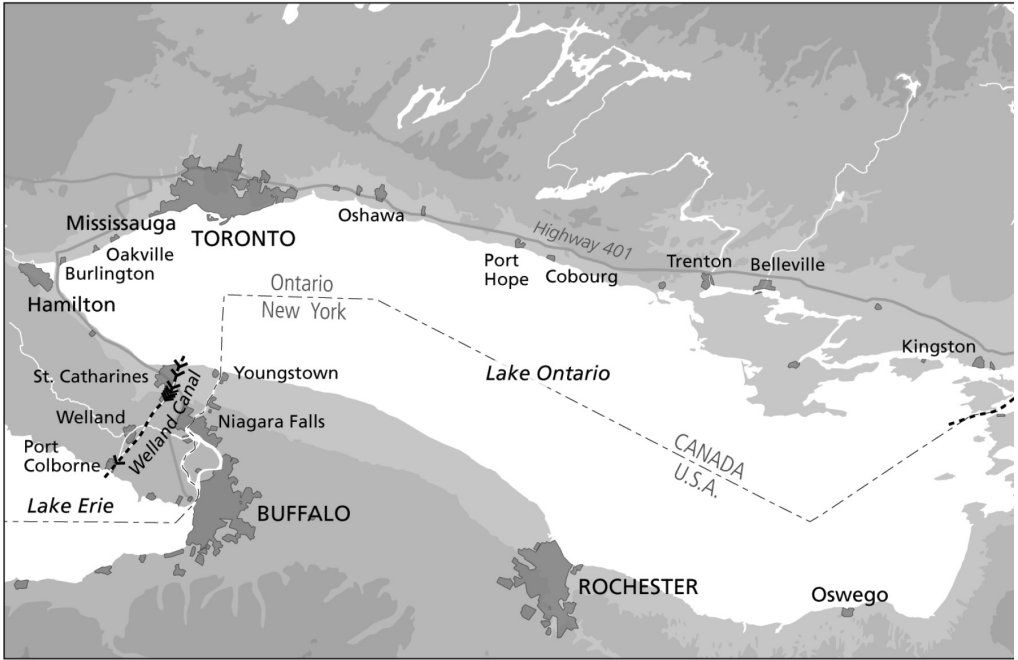 Mississauga
TORONTO
Oshawa
Highway 401
Oakville
Burlington
Port
Hope
Cobourg
Trenton
Belleville
Hamilton
Ontario
New York
Kingston
St. Catharines
Youngstown
Lake Ontario
Welland
Welland Canal
Niagara Falls
Port
Colborne
CANADA
U.S.A.
Lake Erie
BUFFALO
ROCHESTER
Oswego